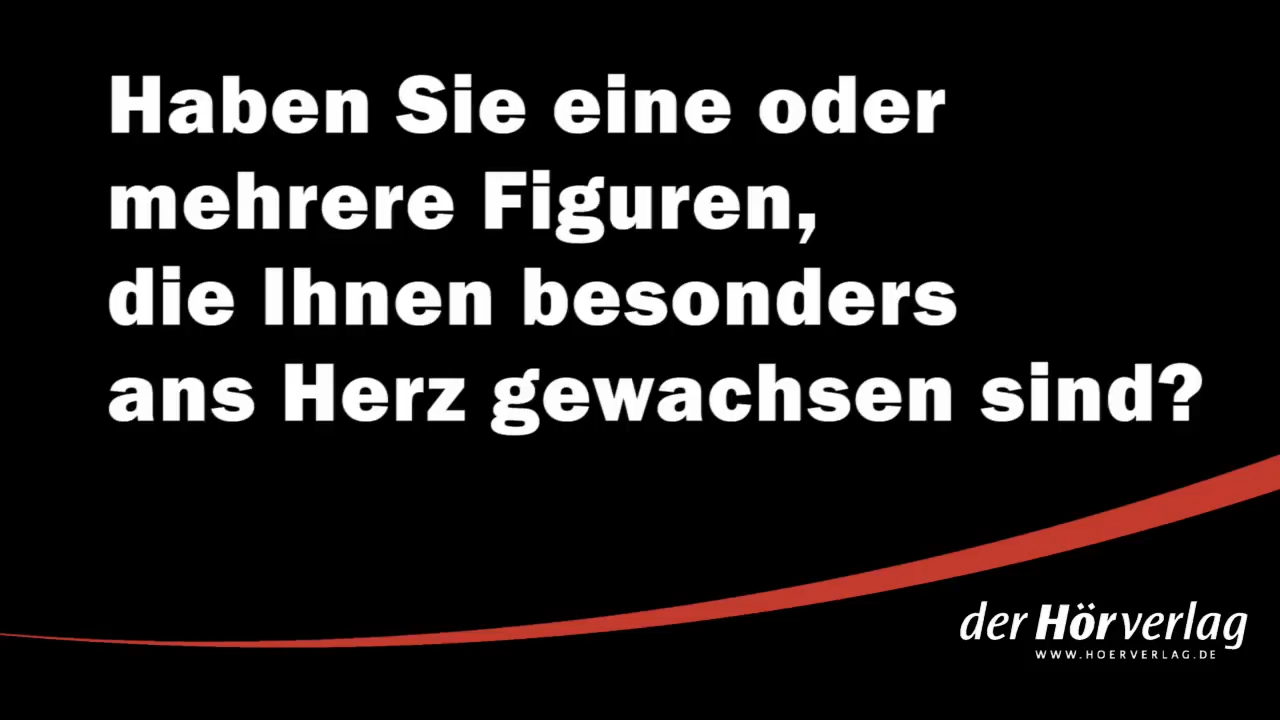 Haben Sie eine oder
mehrere Figuren,
die Ihnen besonders
ans Herz gewachsen sind?
der Hörverlag
WWW.HOERVERLAG.DE